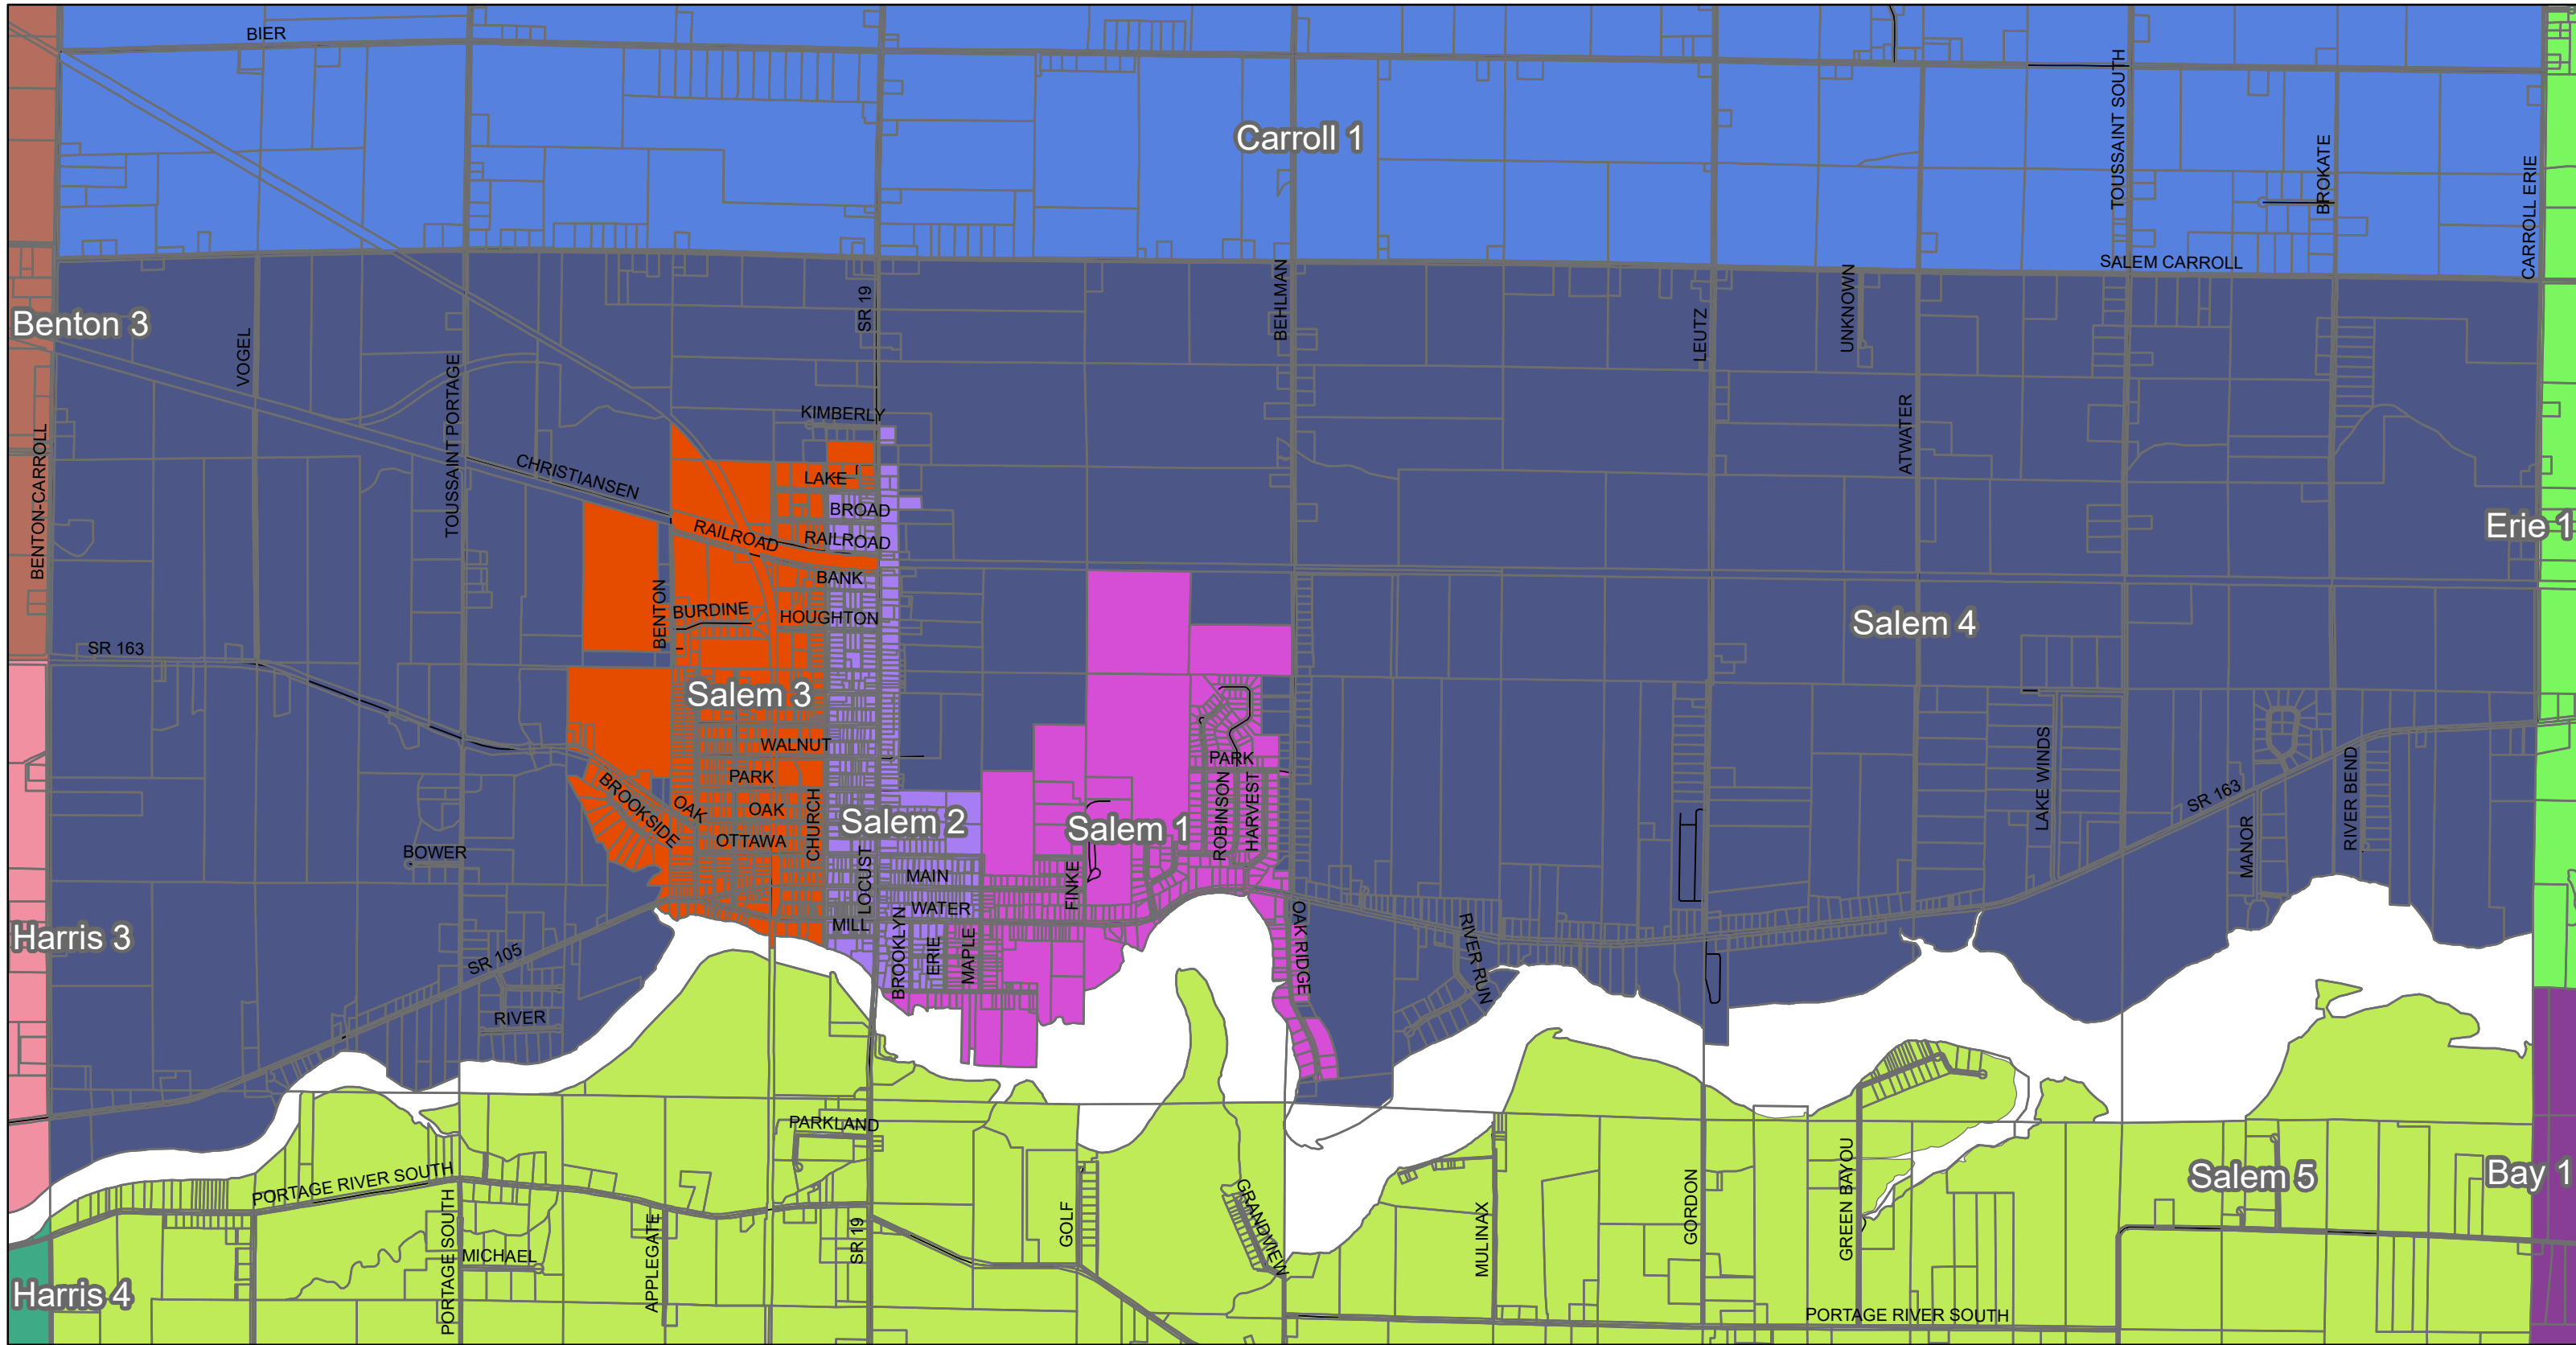 BIER
TOUSSAINT SOUTH
Carroll 1
BROKATE
CARROLL ERIE
SALEM CARROLL
SR 19
BEHLMAN
UNKNOWN
LEUTZ
Benton 3
VOGEL
TOUSSAINT PORTAGE
KIMBERLY
ATWATER
BENTON-CARROLL
CHRISTIANSEN
LAKE
BROAD
RAILROAD
RAILROAD
Erie 1
BANK
BENTON
BURDINE
HOUGHTON
Salem 4
SR 163
Salem 3
WALNUT
PARK
PARK
LAKE WINDS
RIVER BEND
SR 163
BROOKSIDE
OAK
OAK
CHURCH
Salem 2
Salem 1
ROBINSON
HARVEST
MANOR
OTTAWA
BOWER
LOCUST
MAIN
FINKE
WATER
MILL
BROOKLYN
ERIE
MAPLE
OAK RIDGE
RIVER RUN
Harris 3
SR 105
RIVER
PARKLAND
PORTAGE RIVER SOUTH
PORTAGE SOUTH
GREEN BAYOU
Salem 5
Bay 1
GOLF
GRANDVIEW
MULINAX
GORDON
MICHAEL
APPLEGATE
SR 19
Harris 4
PORTAGE RIVER SOUTH